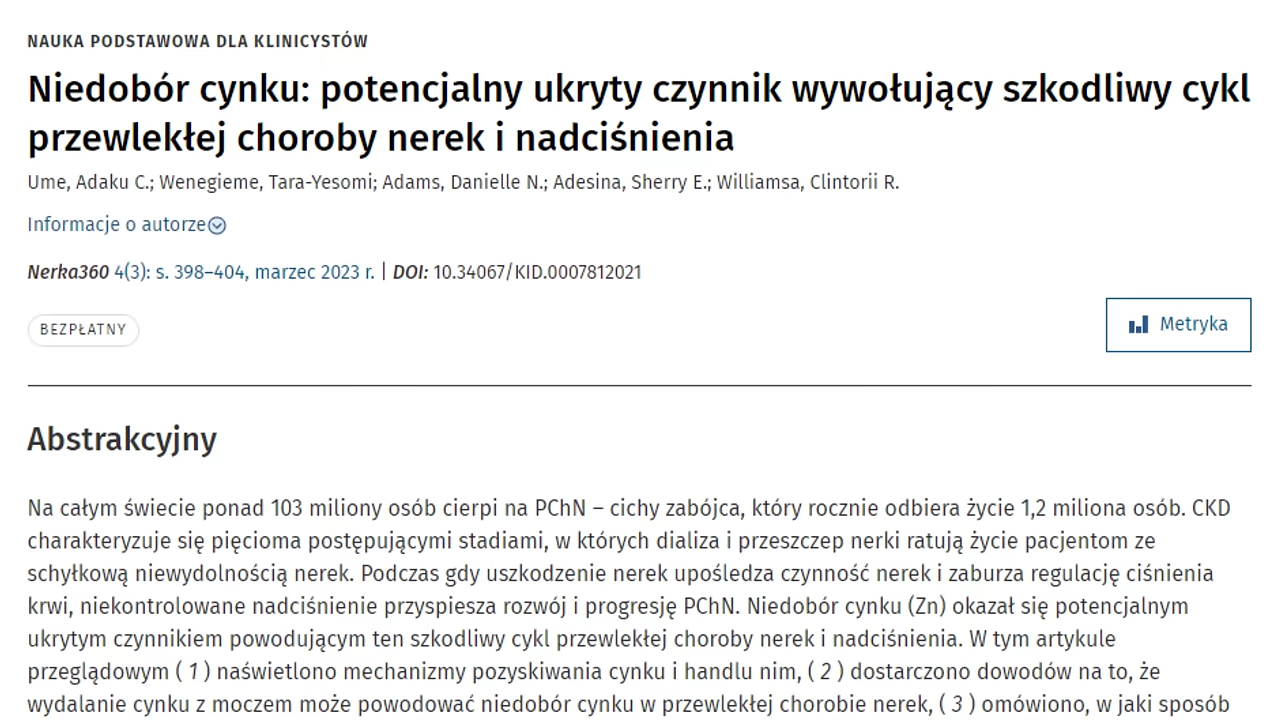 NAUKA PODSTAWOWA DLA KLINICYSTÓW
Niedobór cynku: potencjalny ukryty czynnik wywołujący szkodliwy cykl
przewlekłej choroby nerek i nadciśnienia
Ume, Adaku C.; Wenegieme, Tara-Yesomi; Adams, Danielle N.; Adesina, Sherry E.; Williamsa, Clintorii R.
Informacje o autorze
Nerka360 4(3): s. 398–404, marzec 2023 r. | DOI: 10.34067/KID.0007812021
BEZPŁATNY
Metryka
Abstrakcyjny
Na całym świecie ponad 103 miliony osób cierpi na PChN – cichy zabójca, który rocznie odbiera życie 1,2 miliona osób. CKD
charakteryzuje się pięcioma postępującymi stadiami, w których dializa i przeszczep nerki ratują życie pacjentom ze
schyłkową niewydolnością nerek. Podczas gdy uszkodzenie nerek upośledza czynność nerek i zaburza regulację ciśnienia
krwi, niekontrolowane nadciśnienie przyspiesza rozwój i progresję PChN. Niedobór cynku (Zn) okazał się potencjalnym
ukrytym czynnikiem powodującym ten szkodliwy cykl przewlekłej choroby nerek i nadciśnienia. W tym artykule
przeglądowym ( 1 ) naświetlono mechanizmy pozyskiwania cynku i handlu nim, ( 2 ) dostarczono dowodów na to, że
wydalanie cynku z moczem może powodować niedobór cynku w przewlekłej chorobie nerek, ( 3 ) omówiono, w jaki sposób